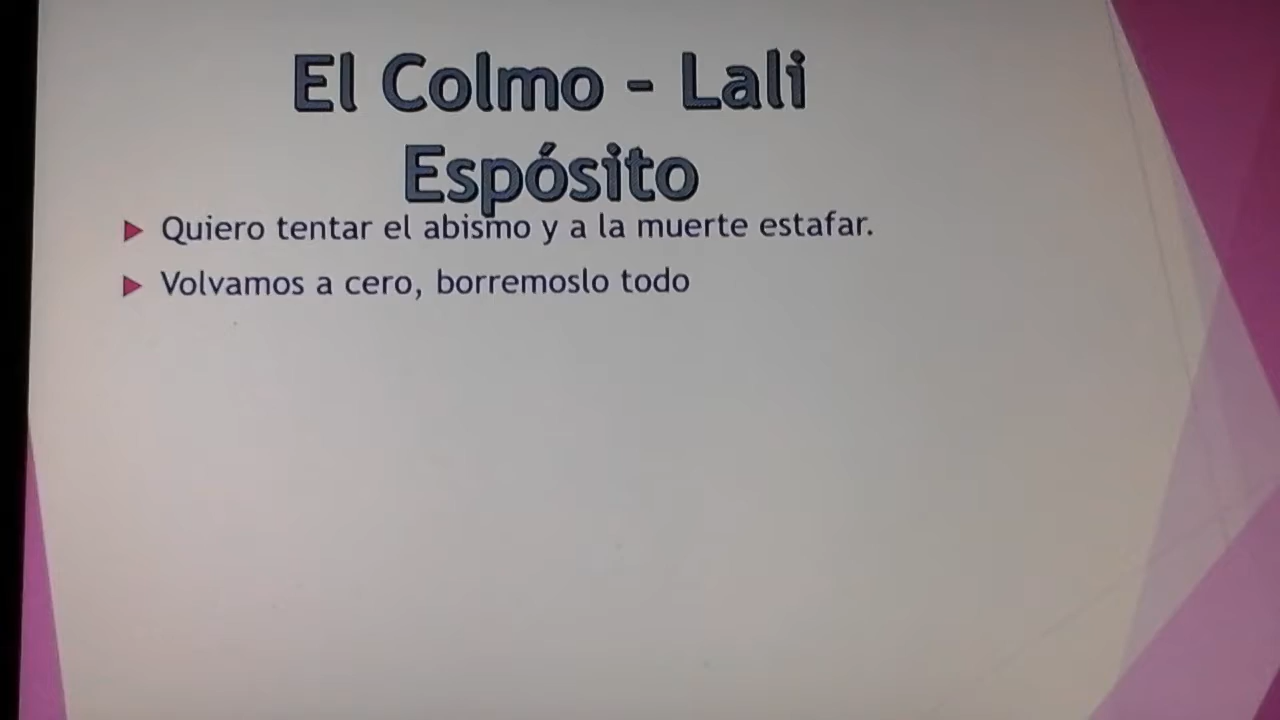 El Colmo - Lali
Espósito
Quiero tentar el abismo y a la muerte estafar.
Volvamos a cero, borremoslo todo